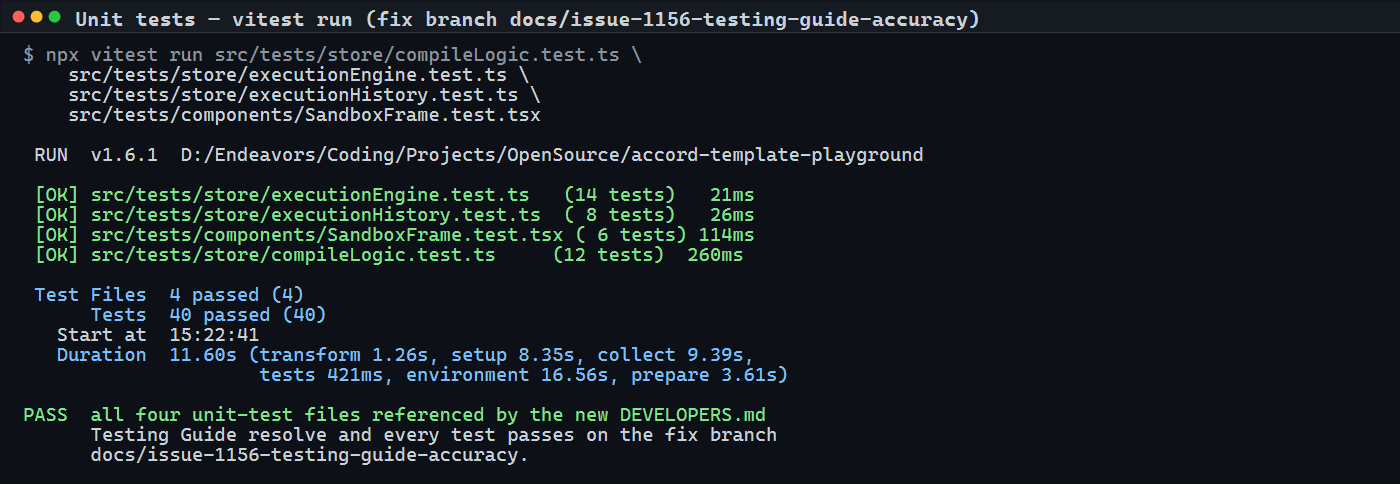 Unit tests — vitest run (fix branch docs/issue-1156-testing-guide-accuracy)
$ npx vitest run src/tests/store/compileLogic.test.ts \
src/tests/store/executionEngine.test.ts \
src/tests/store/executionHistory.test.ts \
src/tests/components/SandboxFrame.test.tsx
RUN  v1.6.1  D:/Endeavors/Coding/Projects/OpenSource/accord-template-playground
[OK] src/tests/store/executionEngine.test.ts   (14 tests)   21ms
[OK] src/tests/store/executionHistory.test.ts  ( 8 tests)   26ms
[OK] src/tests/components/SandboxFrame.test.tsx ( 6 tests) 114ms
[OK] src/tests/store/compileLogic.test.ts     (12 tests)  260ms
Test Files  4 passed (4)
Tests  40 passed (40)
Start at  15:22:41
Duration  11.60s (transform 1.26s, setup 8.35s, collect 9.39s,
tests 421ms, environment 16.56s, prepare 3.61s)
PASS  all four unit-test files referenced by the new DEVELOPERS.md
Testing Guide resolve and every test passes on the fix branch
docs/issue-1156-testing-guide-accuracy.